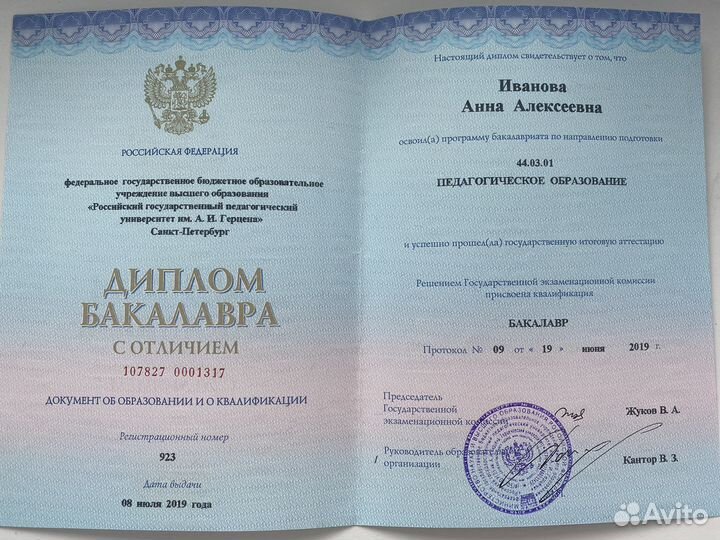 РОССИЙСКАЯ ФЕДЕРАЦИЯ
федеральное государственное бюджетное образовательное
учреждение высшего образования
«Российский государственный педагогический
университет им. А. И. Герцена»
Санкт-Петербург
ДИПЛОМ
БАКАЛАВРА
С ОТЛИЧИЕМ
107827 0001317
ДОКУМЕНТ ОБ ОБРАЗОВАНИИ И О КВАЛИФИКАЦИИ
Регистрационный номер
923
Дата выдачи
08 июля 2019 года
Настоящий диплом свидетельствует о том, что
Иванова
Анна Алексеевна
освоил(а) программу бакалавриата по направлению подготовки
44.03.01
ПЕДАГОГИЧЕСКОЕ ОБРАЗОВАНИЕ
и успешно прошел(ла) государственную итоговую аттестацию
Решением Государственной экзаменационной комиссии
присвоена квалификация
БАКАЛАВР
Протокол № 09 от « 19 » июня 2019 г.
Председатель
Государственной
экзаменационной комиссии
Жуков В. А.
/ Руководитель
организации
Кантор В. З.
Avito